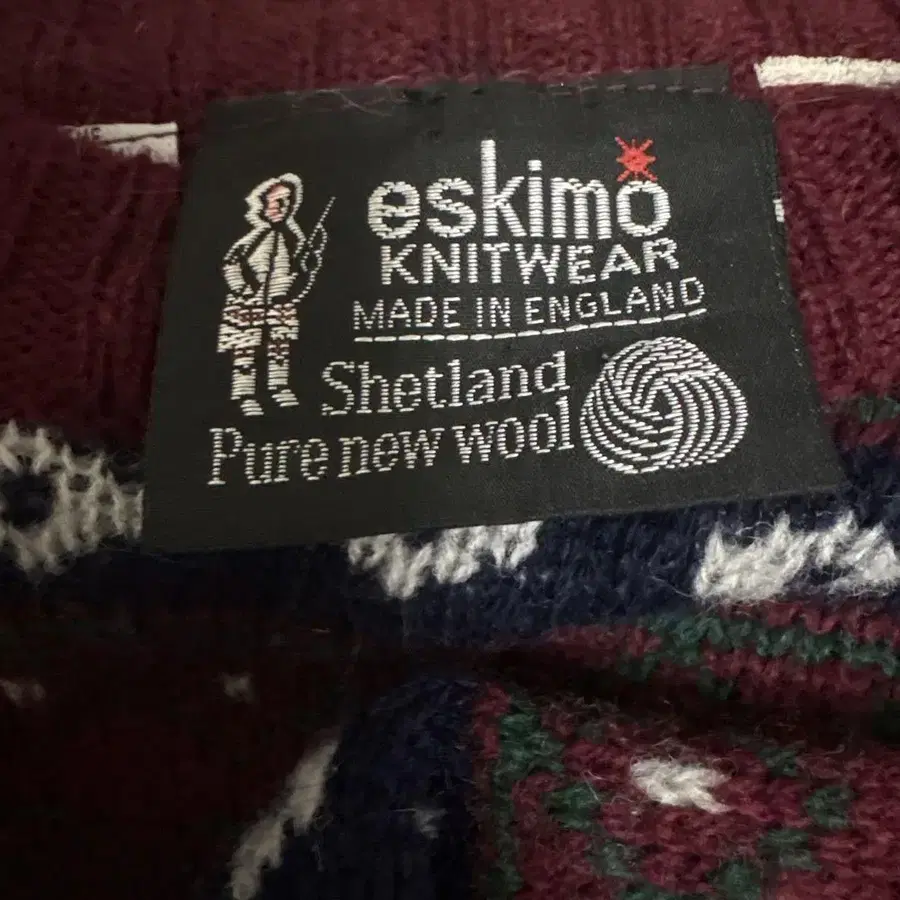 eskimo
KNITWEAR
MADE IN ENGLAND
Shetland
Pure new wool